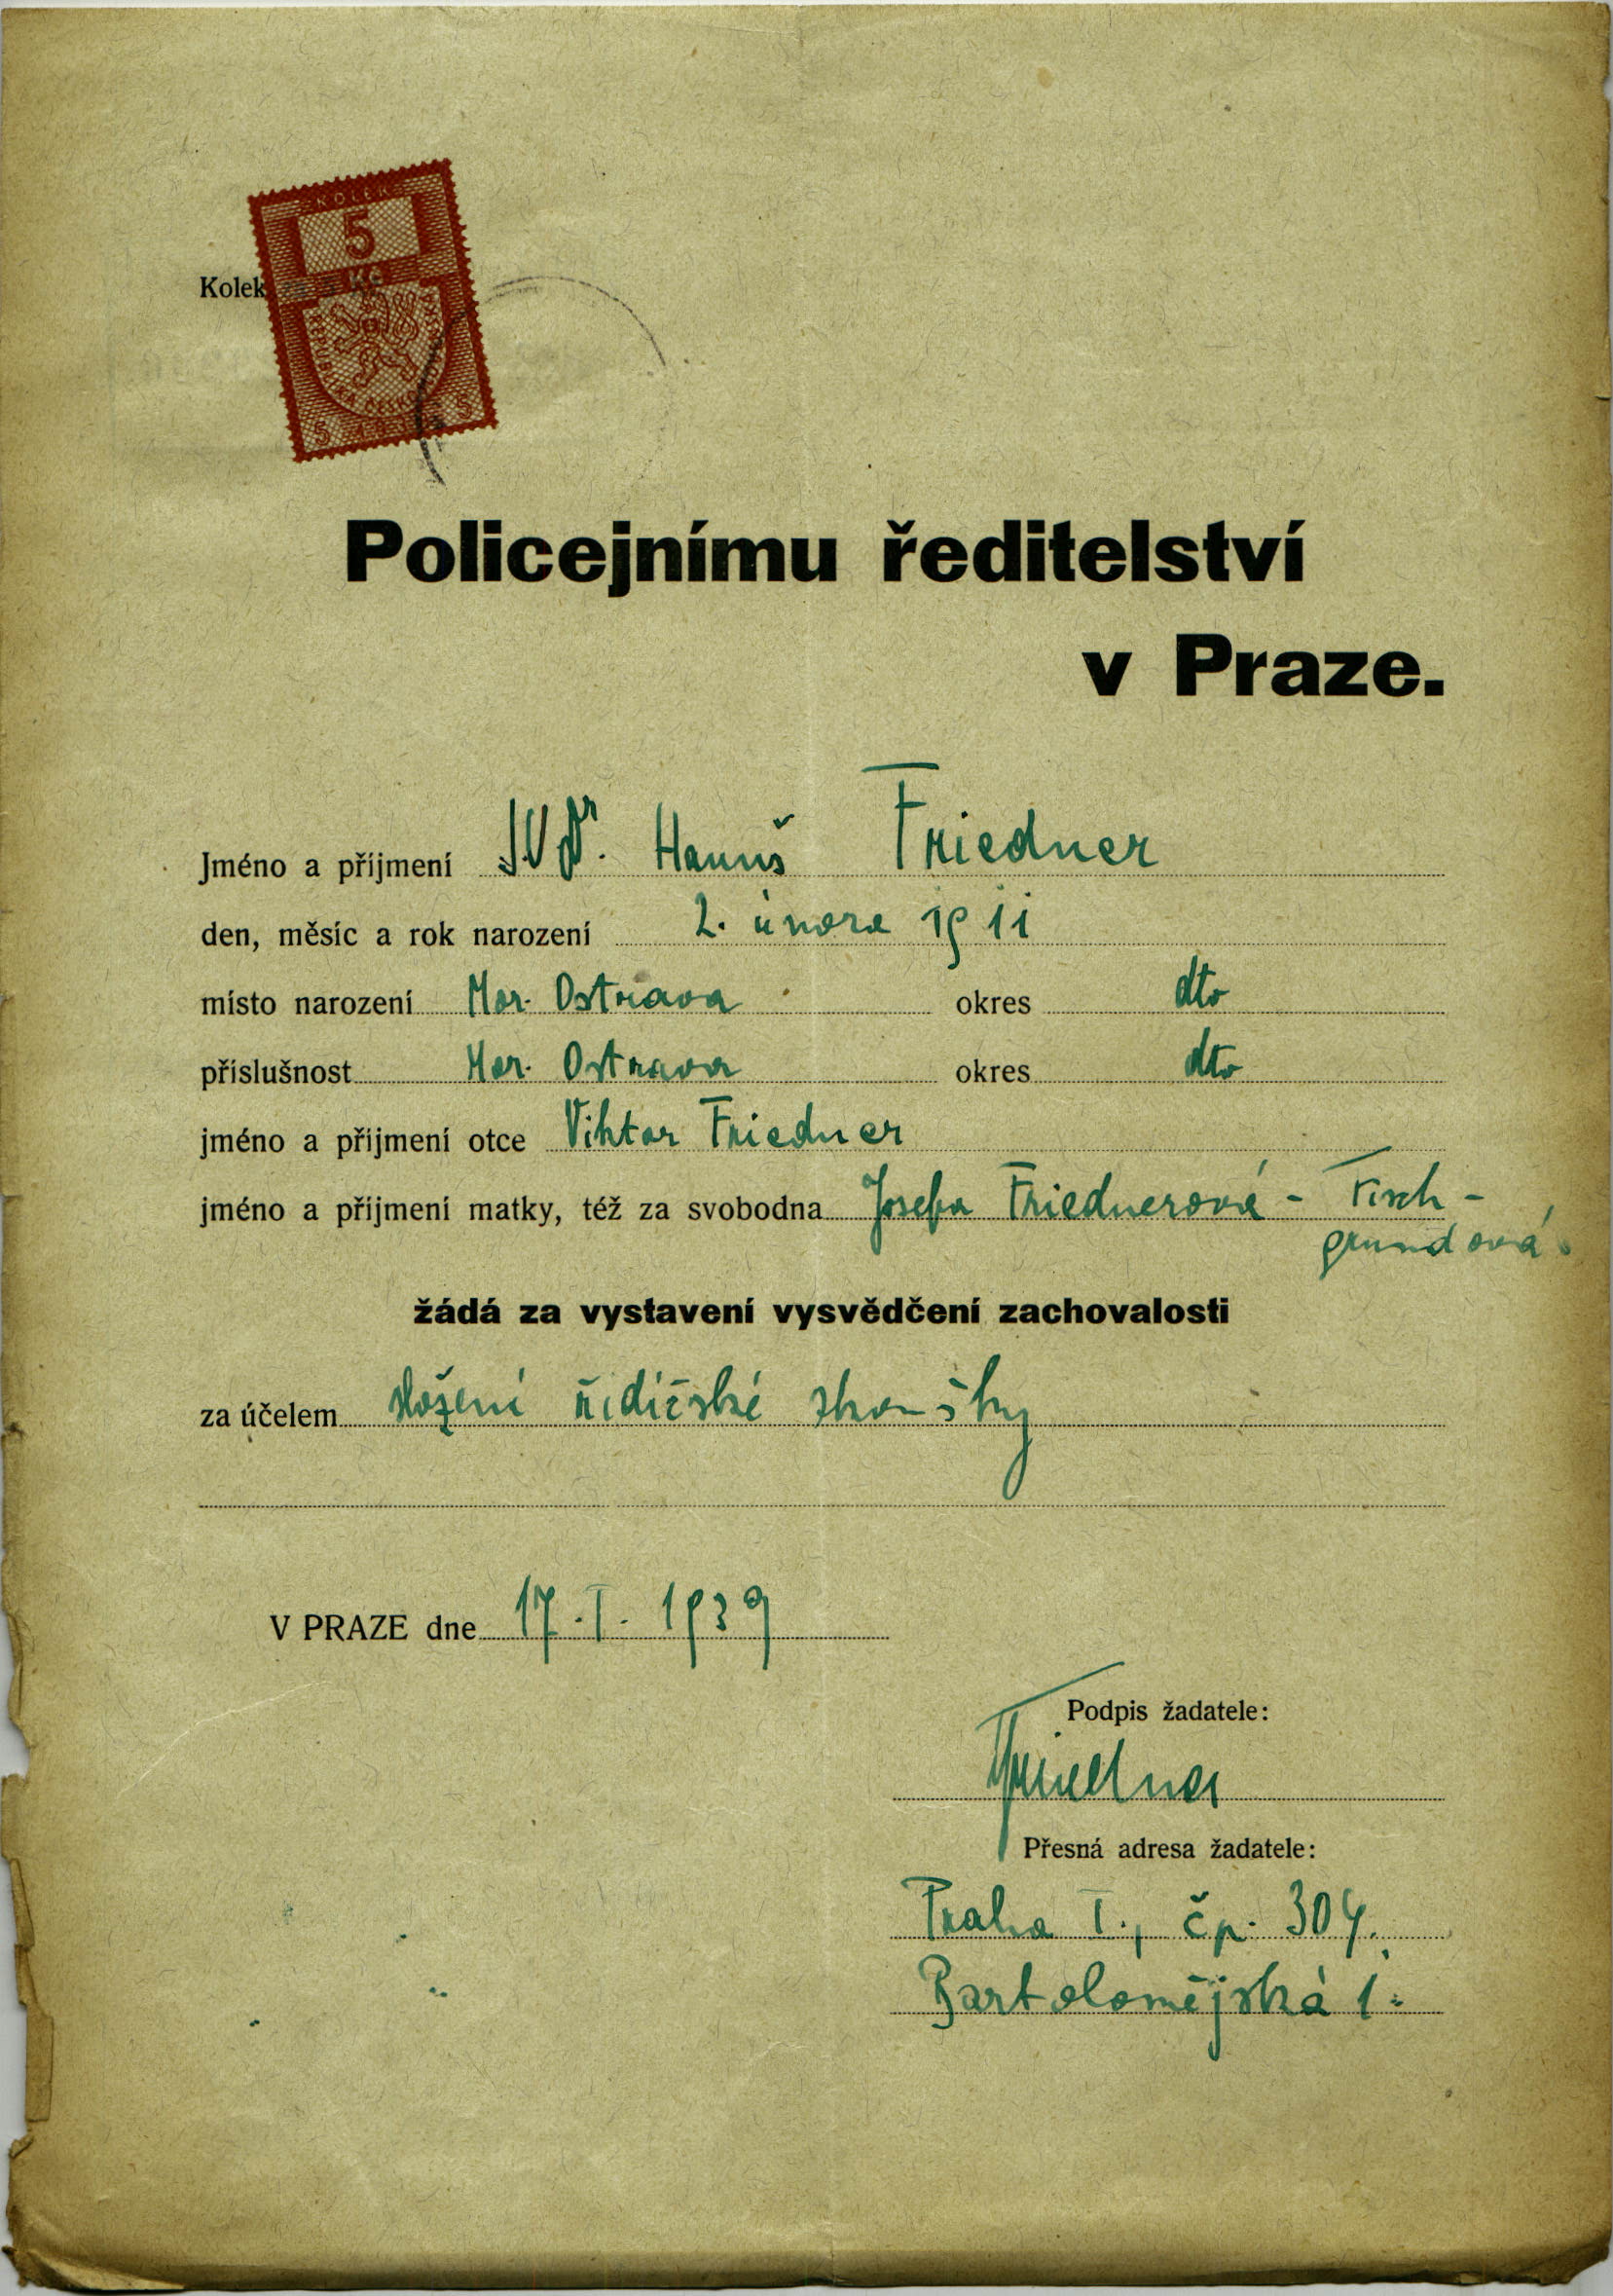 KOLEK
5
Kč
Kolek
5 5
Policejnímu ředitelství
v Praze.
Jméno a příjmení JUDr. Hanuš Friedner
den, měsíc a rok narození 2. února 1911
místo narození Mor. Ostrava okres dto
příslušnost Mor. Ostrava okres dto
jméno a příjmení otce Viktor Friedner
jméno a příjmení matky, též za svobodna Josefa Friednerová - Fisch-
grundová
žádá za vystavení vysvědčení zachovalosti
za účelem složení řidičské zkoušky
V PRAZE dne 17. I. 1939
Podpis žadatele:
Friedner
Přesná adresa žadatele:
Praha I., čp. 304.
Bartolomějská 1.